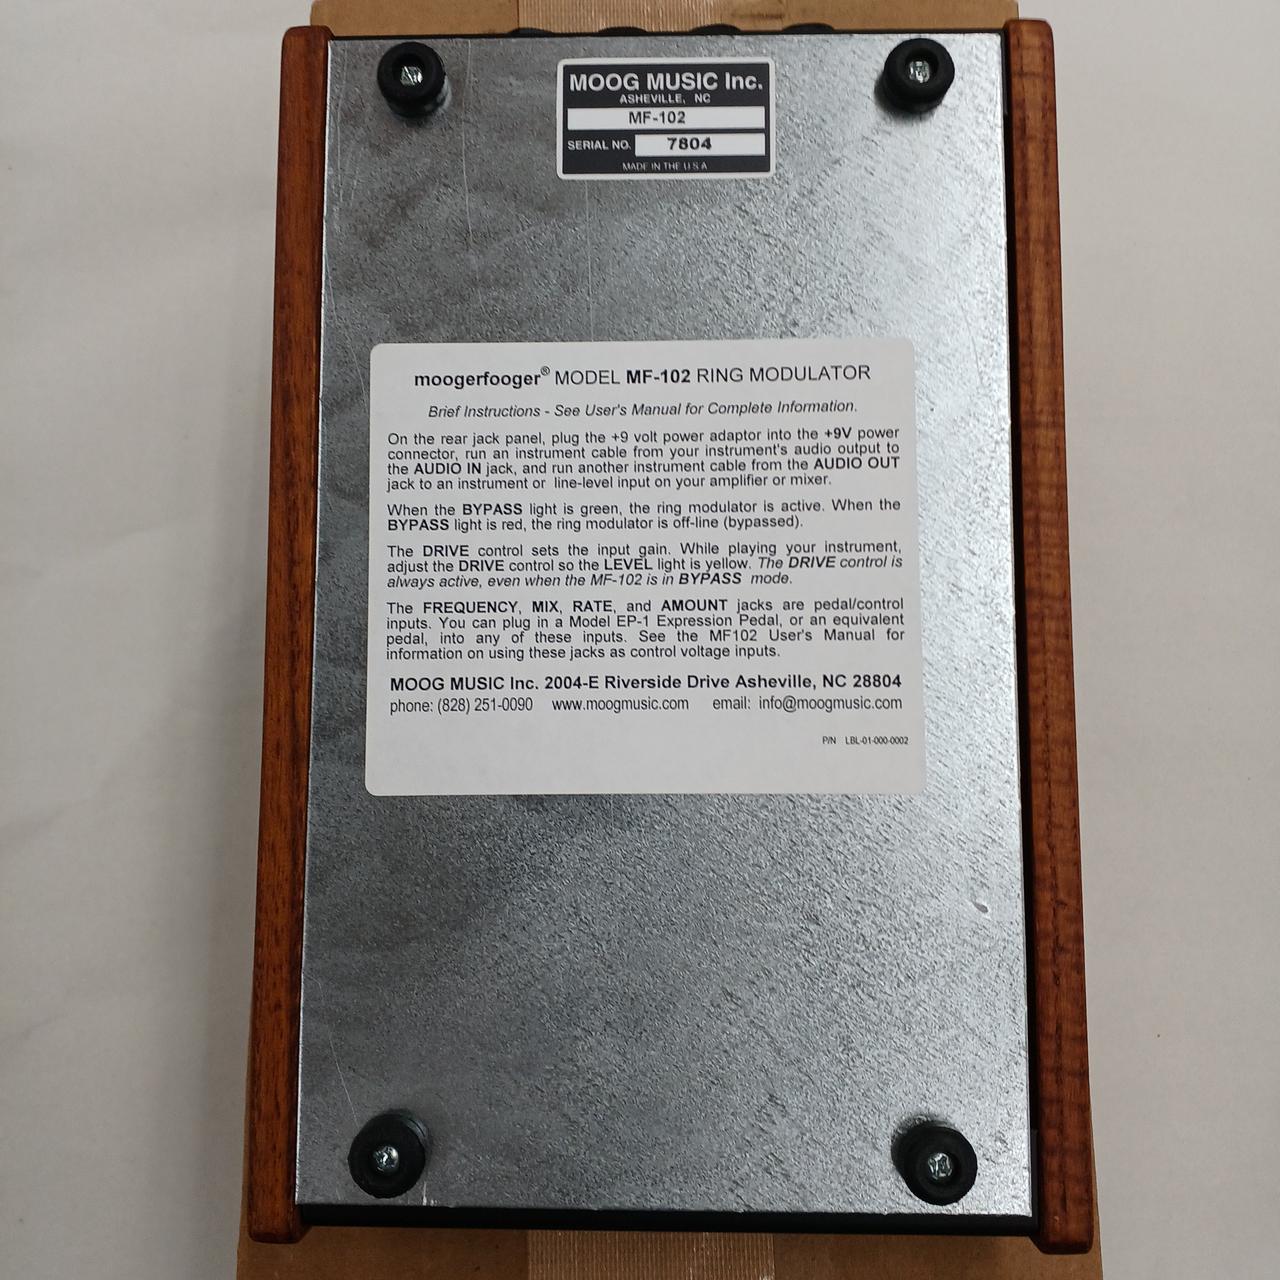 MOOG MUSIC Inc.
ASHEVILLE, NC
MF-102
SERIAL NO. 7804
MADE IN THE U S A
moogerfooger® MODEL MF-102 RING MODULATOR
Brief Instructions - See User's Manual for Complete Information.
On the rear jack panel, plug the +9 volt power adaptor into the +9V power
connector, run an instrument cable from your instrument's audio output to
the AUDIO IN jack, and run another instrument cable from the AUDIO OUT
jack to an instrument or line-level input on your amplifier or mixer.
When the BYPASS light is green, the ring modulator is active. When the
BYPASS light is red, the ring modulator is off-line (bypassed).
The DRIVE control sets the input gain. While playing your instrument,
adjust the DRIVE control so the LEVEL light is yellow. The DRIVE control is
always active, even when the MF-102 is in BYPASS mode.
The FREQUENCY, MIX, RATE, and AMOUNT jacks are pedal/control
inputs. You can plug in a Model EP-1 Expression Pedal, or an equivalent
pedal, into any of these inputs. See the MF102 User's Manual for
information on using these jacks as control voltage inputs.
MOOG MUSIC Inc. 2004-E Riverside Drive Asheville, NC 28804
phone: (828) 251-0090 www.moogmusic.com email: info@moogmusic.com
P/N LBL-01-000-0002